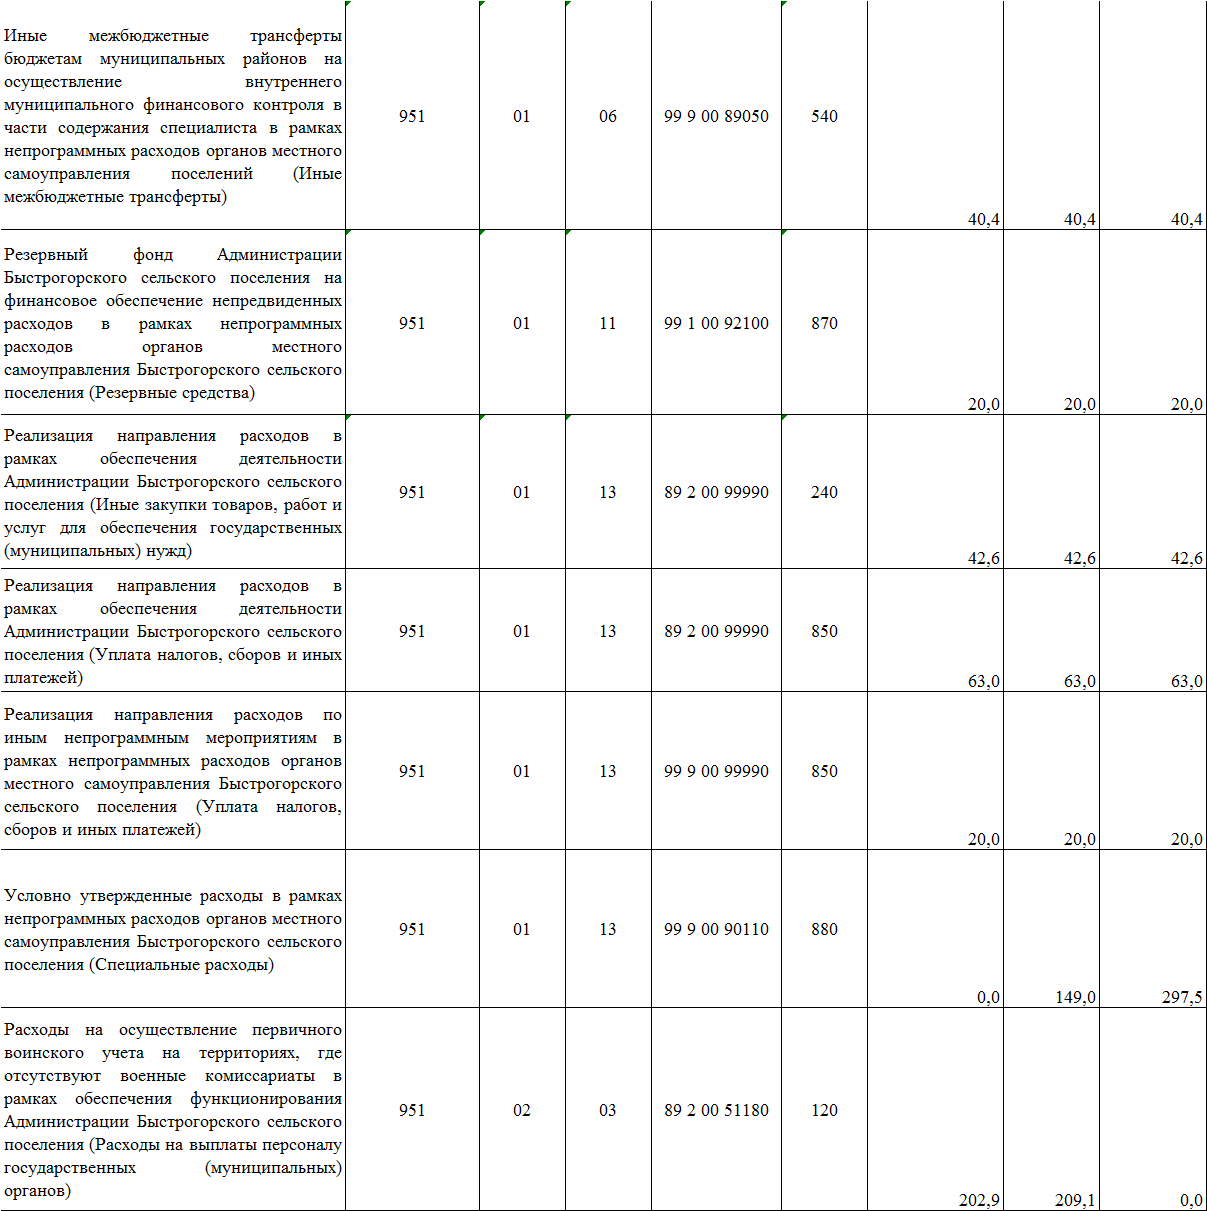 Иные межбюджетные трансферты
бюджетам муниципальных районов на
осуществление внутреннего
муниципального финансового контроля в
части содержания специалиста в рамках
непрограммных расходов органов местного
самоуправления поселений (Иные
межбюджетные трансферты)
951 01 06 99 9 00 89050 540
40,4 40,4 40,4
Резервный фонд Администрации
Быстрогорского сельского поселения на
финансовое обеспечение непредвиденных
расходов в рамках непрограммных
расходов органов местного
самоуправления Быстрогорского сельского
поселения (Резервные средства)
951 01 11 99 1 00 92100 870
20,0 20,0 20,0
Реализация направления расходов в
рамках обеспечения деятельности
Администрации Быстрогорского сельского
поселения (Иные закупки товаров, работ и
услуг для обеспечения государственных
(муниципальных) нужд)
951 01 13 89 2 00 99990 240
42,6 42,6 42,6
Реализация направления расходов в
рамках обеспечения деятельности
Администрации Быстрогорского сельского
поселения (Уплата налогов, сборов и иных
платежей)
951 01 13 89 2 00 99990 850
63,0 63,0 63,0
Реализация направления расходов по
иным непрограммным мероприятиям в
рамках непрограммных расходов органов
местного самоуправления Быстрогорского
сельского поселения (Уплата налогов,
сборов и иных платежей)
951 01 13 99 9 00 99990 850
20,0 20,0 20,0
Условно утвержденные расходы в рамках
непрограммных расходов органов местного
самоуправления Быстрогорского сельского
поселения (Специальные расходы)
951 01 13 99 9 00 90110 880
0,0 149,0 297,5
Расходы на осуществление первичного
воинского учета на территориях, где
отсутствуют военные комиссариаты в
рамках обеспечения функционирования
Администрации Быстрогорского сельского
поселения (Расходы на выплаты персоналу
государственных (муниципальных)
органов)
951 02 03 89 2 00 51180 120
202,9 209,1 0,0